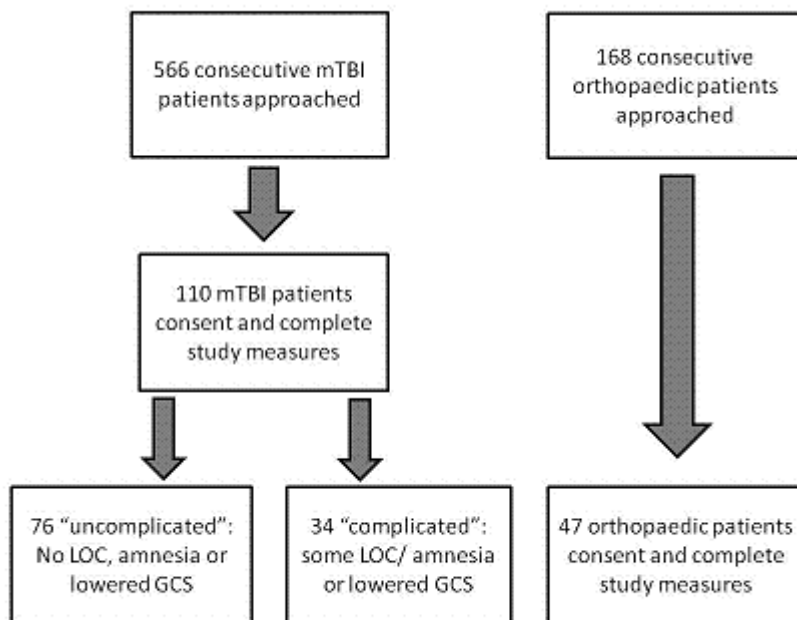 566 consecutive mTBI
patients approached
168 consecutive
orthopaedic patients
approached
110 mTBI patients
consent and complete
study measures
76 “uncomplicated”:
No LOC, amnesia or
lowered GCS
34 “complicated”:
some LOC/ amnesia
or lowered GCS
47 orthopaedic patients
consent and complete
study measures